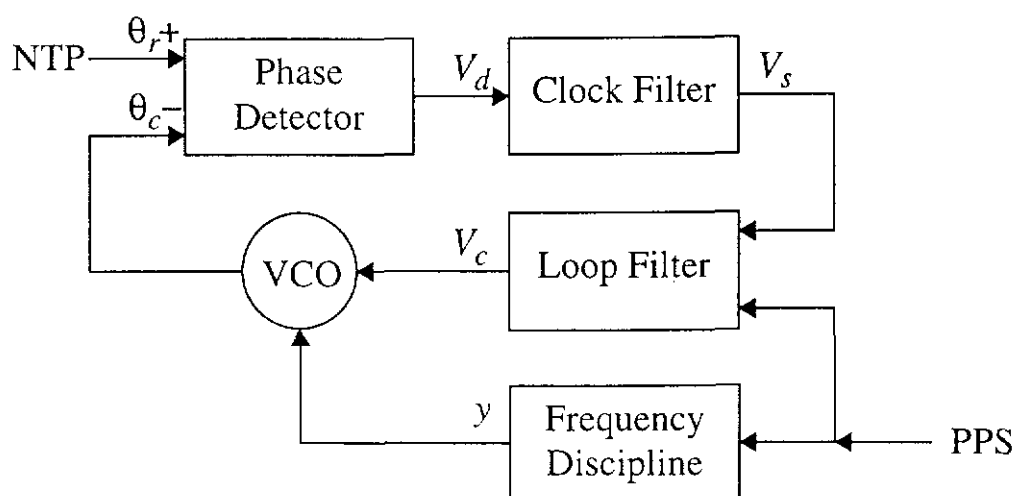 NTP
θr+
θc−
Phase
Detector
Vd
Clock Filter
Vs
VCO
Vc
Loop Filter
y
Frequency
Discipline
PPS